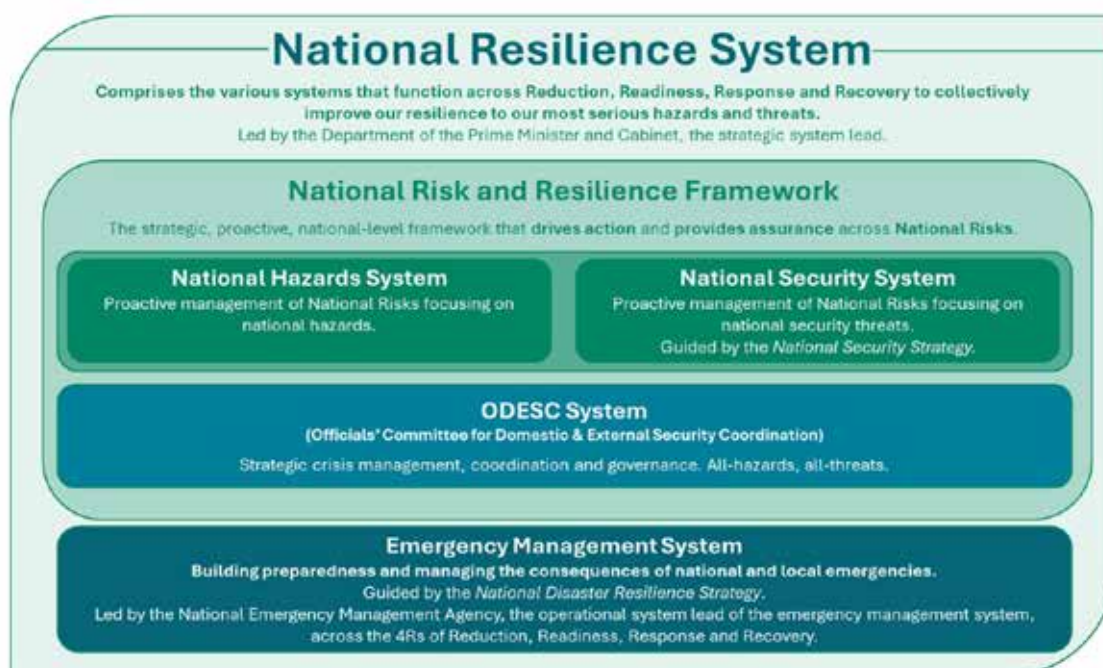 National Resilience System
Comprises the various systems that function across Reduction, Readiness, Response and Recovery to collectively
improve our resilience to our most serious hazards and threats.
Led by the Department of the Prime Minister and Cabinet, the strategic system lead.
National Risk and Resilience Framework
The strategic, proactive, national-level framework that drives action and provides assurance across National Risks.
National Hazards System
Proactive management of National Risks focusing on
national hazards.
National Security System
Proactive management of National Risks focusing on
national security threats.
Guided by the National Security Strategy.
ODESC System
(Officials' Committee for Domestic & External Security Coordination)
Strategic crisis management, coordination and governance. All-hazards, all-threats.
Emergency Management System
Building preparedness and managing the consequences of national and local emergencies.
Guided by the National Disaster Resilience Strategy.
Led by the National Emergency Management Agency, the operational system lead of the emergency management system,
across the 4Rs of Reduction, Readiness, Response and Recovery.